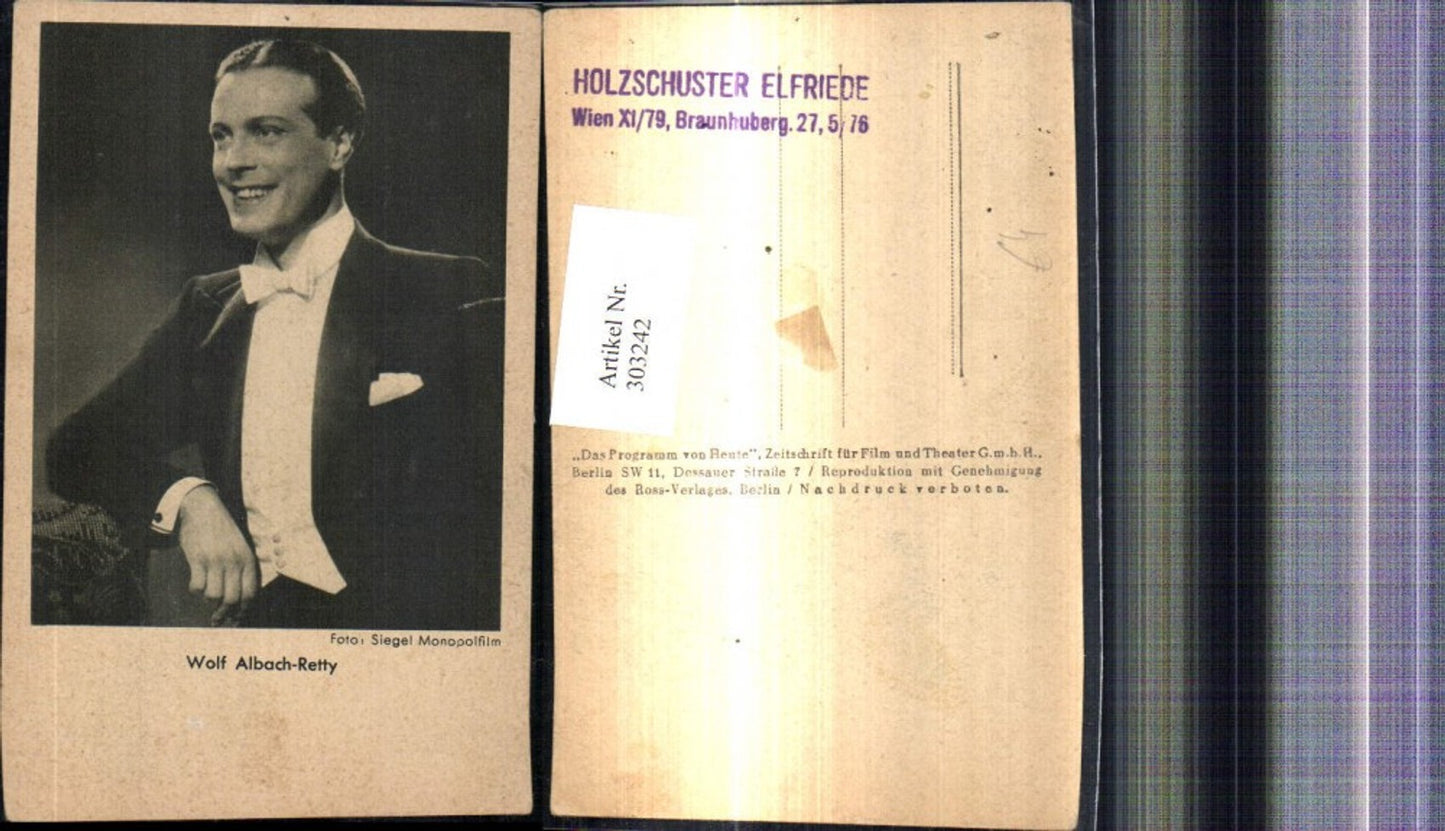 Foto: Siegel Monopolfilm
Wolf Albach-Retty
HOLZSCHUSTER ELFRIEDE
Wien XI/79, Braunhuberg. 27, 5/76
Artikel Nr.
303242
„Das Programm von Heute“, Zeitschrift für Film und Theater G.m.b.H.,
Berlin SW 11, Dessauer Straße 7 / Reproduktion mit Genehmigung
des Ross-Verlages, Berlin / Nachdruck verboten.